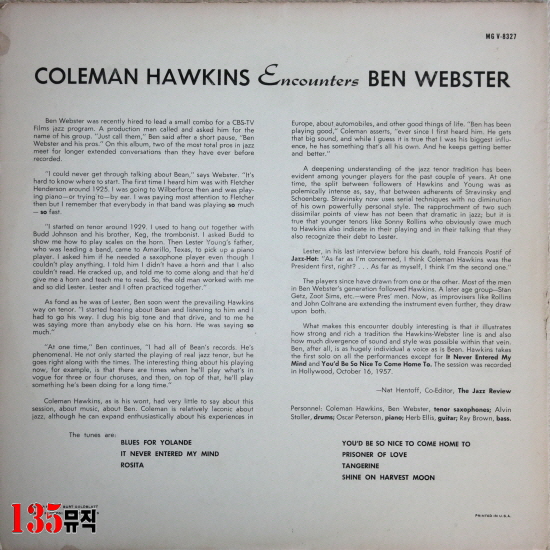 MG V-8327
COLEMAN HAWKINS Encounters BEN WEBSTER
Ben Webster was recently hired to lead a small combo for a CBS-TV
Films jazz program. A production man called and asked him for the
name of his group. "Just call them," Ben said after a short pause, "Ben
Webster and his pros." On this album, two of the most total pros in jazz
meet for longer extended conversations than they have ever before
recorded.
"I could never get through talking about Bean," says Webster. "It's
hard to know where to start. The first time I heard him was with Fletcher
Henderson around 1925. I was going to Wilberforce then and was play-
ing piano—or trying to—by ear. I was paying most attention to Fletcher
then but I remember that everybody in that band was playing so much
— so fast.
"I started on tenor around 1929. I used to hang out together with
Budd Johnson and his brother, Keg, the trombonist. I asked Budd to
show me how to play scales on the horn. Then Lester Young's father,
who was leading a band, came to Amarillo, Texas, to pick up a piano
player. I asked him if he needed a saxophone player even though I
couldn't play anything. I told him I didn't have a horn and that I also
couldn't read. He cracked up, and told me to come along and that he'd
give me a horn and teach me to read. So, the old man worked with me
and so did Lester, and I often played clarinet together."
As fond as he was of Lester, Ben soon went the prevailing Hawkins
way on tenor. "I started hearing about Bean and listening to him and I
had to go his way. I dug his big tone and that drive, and to me he
was saying more than anybody else on his horn. He was saying so
much."
"At one time," Ben continues, "I had all of Bean's records. He's
phenomenal. He not only started the playing of real jazz tenor, but he
goes right along with the times. The interesting thing about his playing
now, for example, is that there are times when he'll play what's in
vogue for three or four choruses, and then, on top of that, he'll play
something he's been doing for a long time."
Coleman Hawkins, as is his wont, had very little to say about this
session, about music, about Ben. Coleman is relatively laconic about
jazz, although he can expand enthusiastically about his experiences in
Europe, about automobiles, and other good things of life. "Ben has been
playing good," Coleman asserts, "ever since I first heard him. He gets
that big sound, and while I guess it is true that I was his biggest influ-
ence, he has something that's all his own. And he keeps getting better
and better."
A deepening understanding of the jazz tenor tradition has been
evident among younger players for the past couple of years. At one
time, the split between followers of Hawkins and Young was as
polemically intense as, say, that between adherents of Stravinsky and
Schoenberg. Stravinsky now uses serial techniques with no diminution
of his own powerfully personal style. The rapprochement of two such
dissimilar points of view has not been that dramatic in jazz; but it is
true that younger tenors like Sonny Rollins who obviously owe much
to Hawkins also indicate in their playing and in their talking that they
also recognize their debt to Lester.
Lester, in his last interview before his death, told Francois Postif of
Jazz-Hot: "As far as I'm concerned, I think Coleman Hawkins was the
President first, right? . . . As far as myself, I think I'm the second one."
The players since have drawn from one or the other. Most of the men
in Ben Webster's generation followed Hawkins. A later age group—Stan
Getz, Zoot Sims, etc.—were Pres' men. Now, as improvisers like Rollins
and John Coltrane are extending the instrument even further, they draw
upon both.
What makes this encounter doubly interesting is that it illustrates
how strong and rich a tradition the Hawkins-Webster line is and also
how much divergence of sound and style was possible within that vein.
Ben, after all, is as hugely individual a voice as is Bean. Hawkins takes
the first solo on all the performances except for It Never Entered My
Mind and You'd Be So Nice To Come Home To. The session was recorded
in Hollywood, October 16, 1957.
—Nat Hentoff, Co-Editor, The Jazz Review
Personnel: Coleman Hawkins, Ben Webster, tenor saxophones; Alvin
Stoller, drums; Oscar Peterson, piano; Herb Ellis, guitar; Ray Brown, bass.
The tunes are:
BLUES FOR YOLANDE
IT NEVER ENTERED MY MIND
ROSITA
YOU'D BE SO NICE TO COME HOME TO
PRISONER OF LOVE
TANGERINE
SHINE ON HARVEST MOON
BURT GOLDBLATT
135뮤직
PRINTED IN U.S.A.